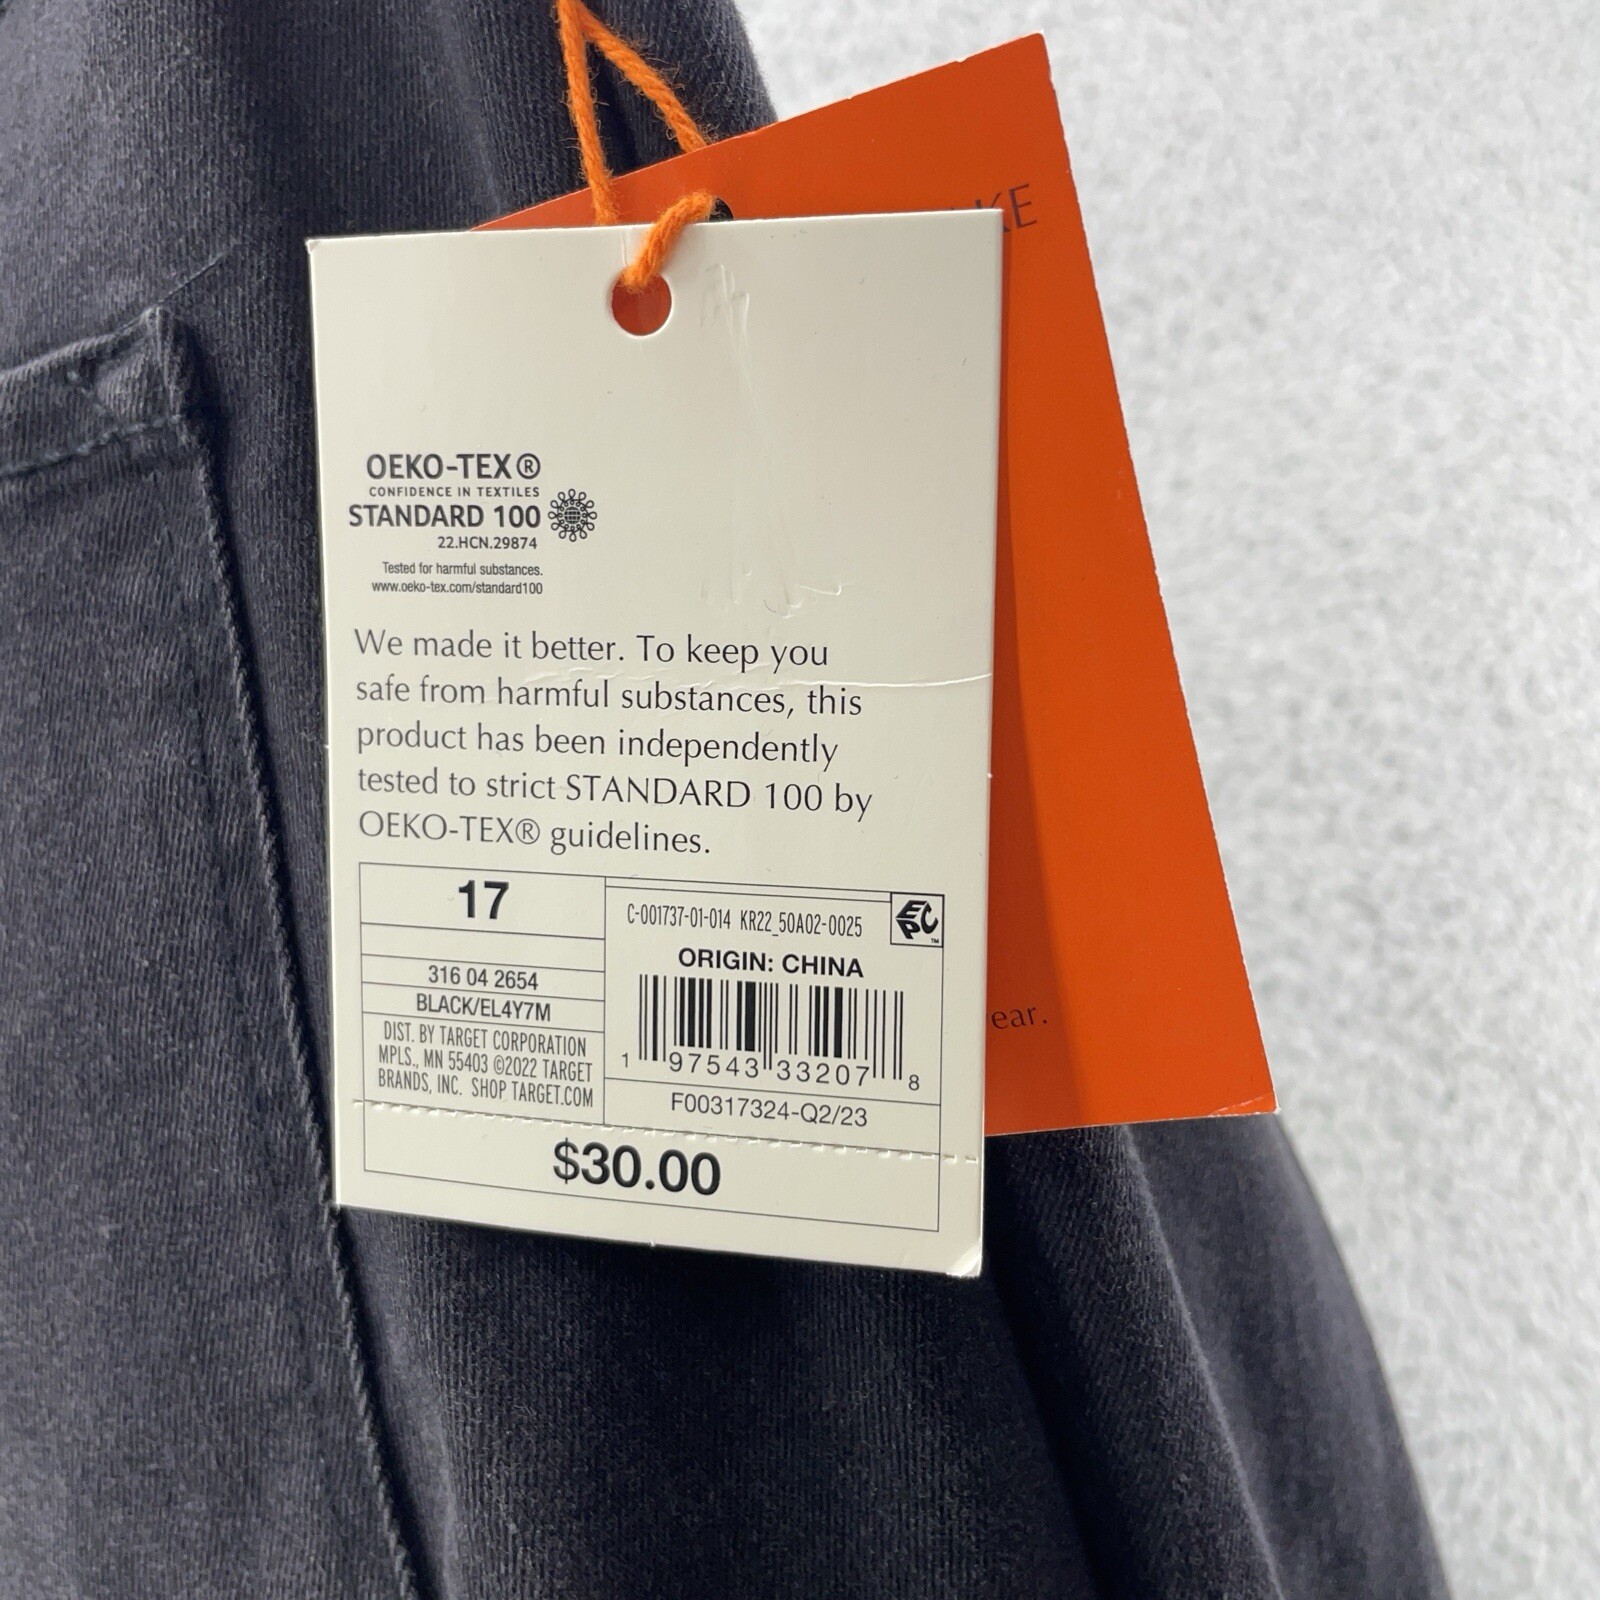 KE
OEKO-TEX®
CONFIDENCE IN TEXTILES
STANDARD 100
22.HCN.29874
Tested for harmful substances.
www.oeko-tex.com/standard100
We made it better. To keep you
safe from harmful substances, this
product has been independently
tested to strict STANDARD 100 by
OEKO-TEX® guidelines.
17
316 04 2654
BLACK/EL4Y7M
DIST. BY TARGET CORPORATION
MPLS., MN 55403 ©2022 TARGET
BRANDS, INC. SHOP TARGET.COM
C-001737-01-014 KR22_50A02-0025
EPC™
ORIGIN: CHINA
1 97543 33207 8
F00317324-Q2/23
$30.00
ear.